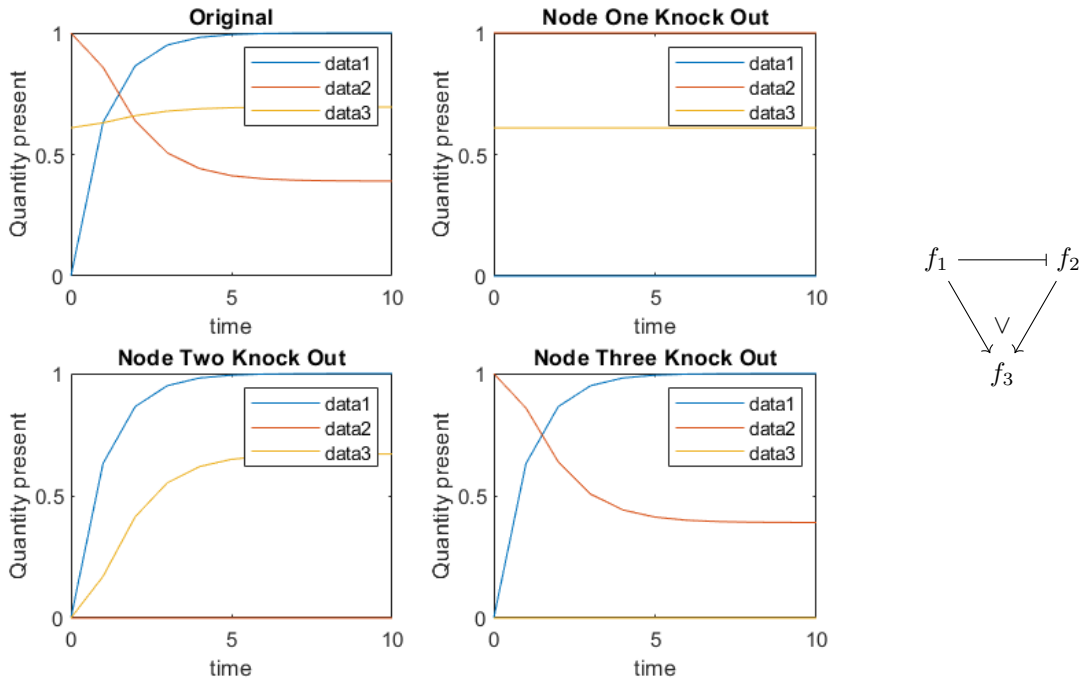 Original
Quantity present
1
0.5
0
0 5 10
time
data1
data2
data3
Node One Knock Out
Quantity present
1
0.5
0
0 5 10
time
data1
data2
data3
Node Two Knock Out
Quantity present
1
0.5
0
0 5 10
time
data1
data2
data3
Node Three Knock Out
Quantity present
1
0.5
0
0 5 10
time
data1
data2
data3
f₁ f₂
∨
f₃